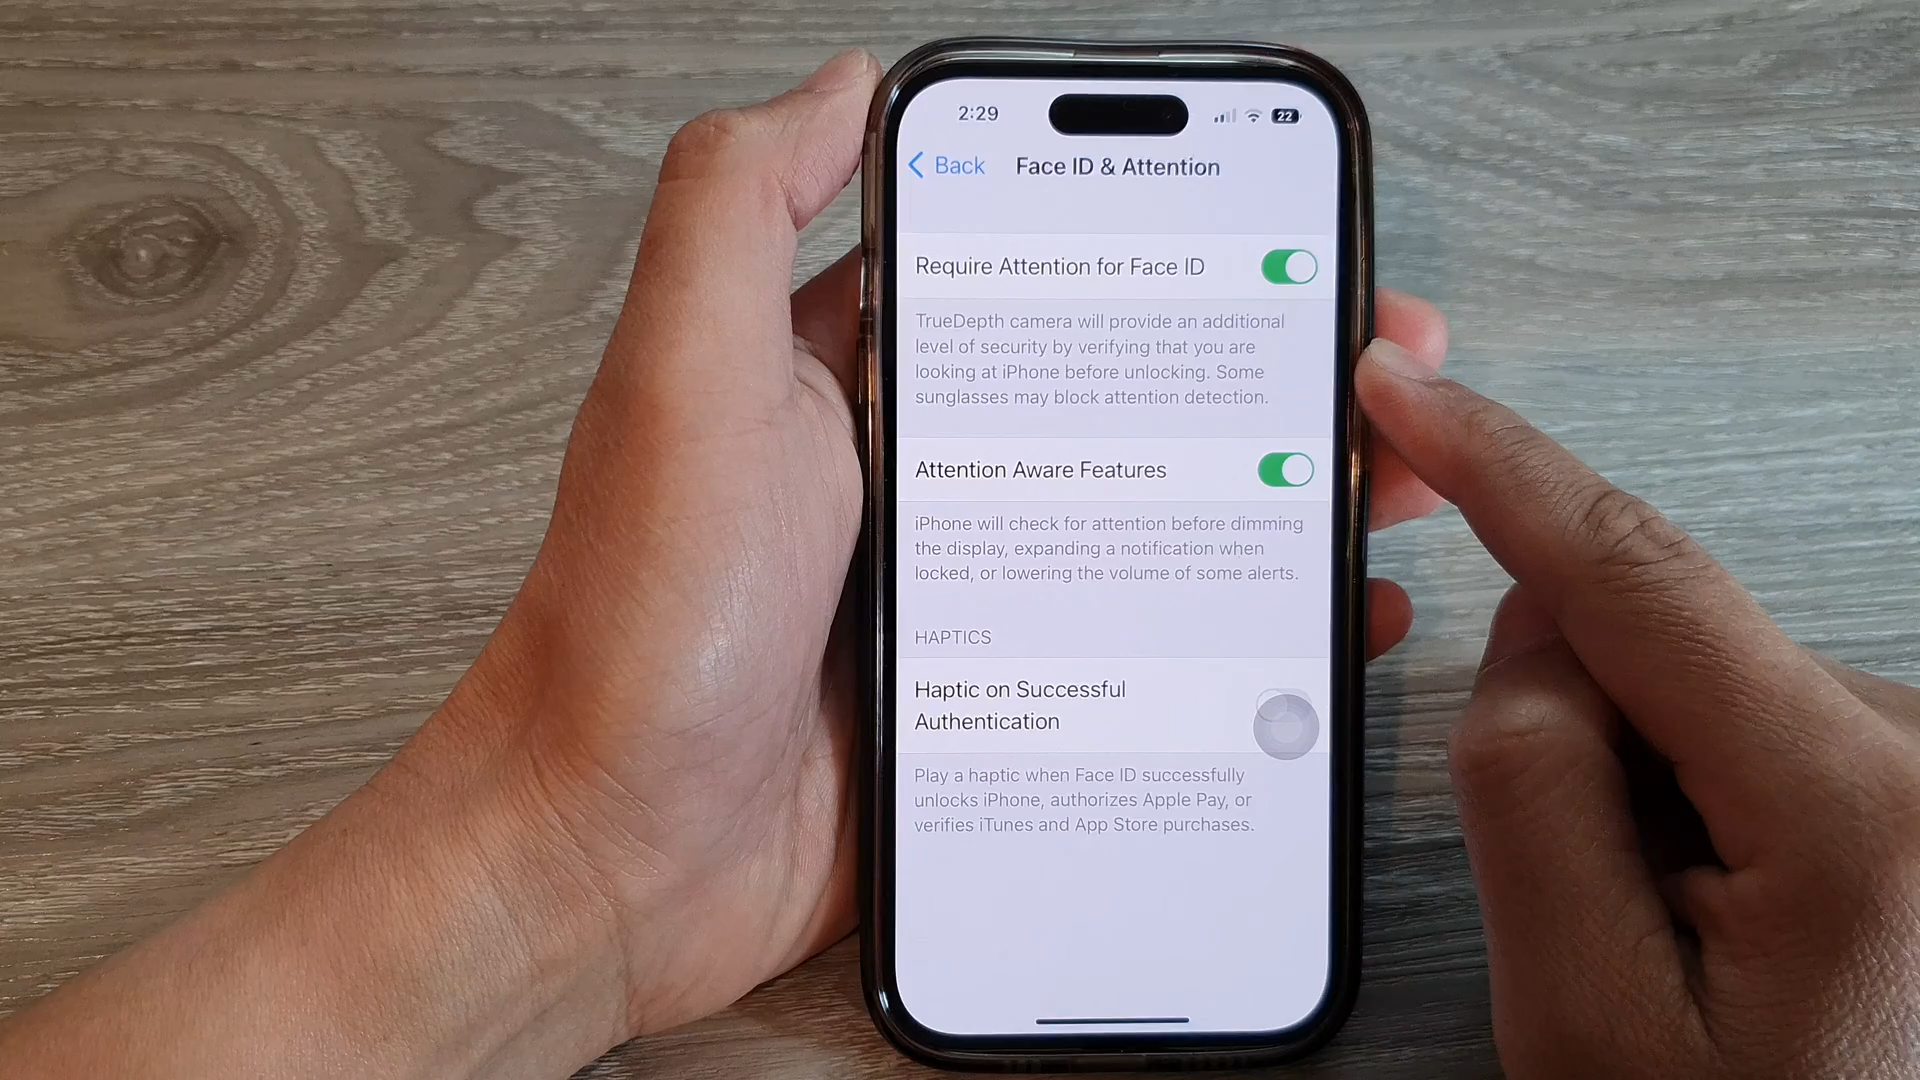 2:29
22
Back
Face ID & Attention
Require Attention for Face ID
TrueDepth camera will provide an additional
level of security by verifying that you are
looking at iPhone before unlocking. Some
sunglasses may block attention detection.
Attention Aware Features
iPhone will check for attention before dimming
the display, expanding a notification when
locked, or lowering the volume of some alerts.
HAPTICS
Haptic on Successful
Authentication
Play a haptic when Face ID successfully
unlocks iPhone, authorizes Apple Pay, or
verifies iTunes and App Store purchases.